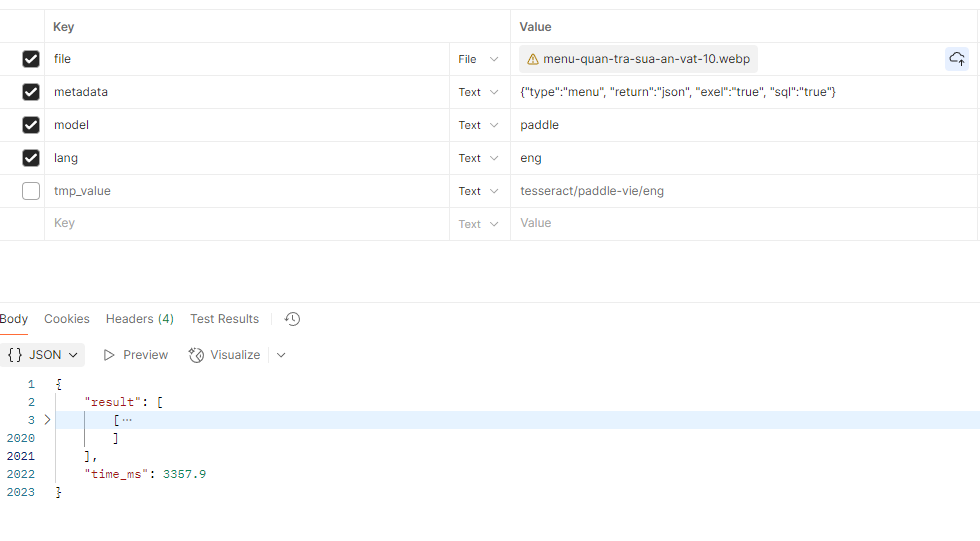 Key Value
file File menu-quan-tra-sua-an-vat-10.webp
metadata Text {"type":"menu", "return":"json", "exel":"true", "sql":"true"}
model Text paddle
lang Text eng
tmp_value Text tesseract/paddle-vie/eng
Key Text Value
Body Cookies Headers (4) Test Results
{} JSON Preview Visualize
1 {
2 "result": [
3 [ ...
2020 ]
2021 ],
2022 "time_ms": 3357.9
2023 }